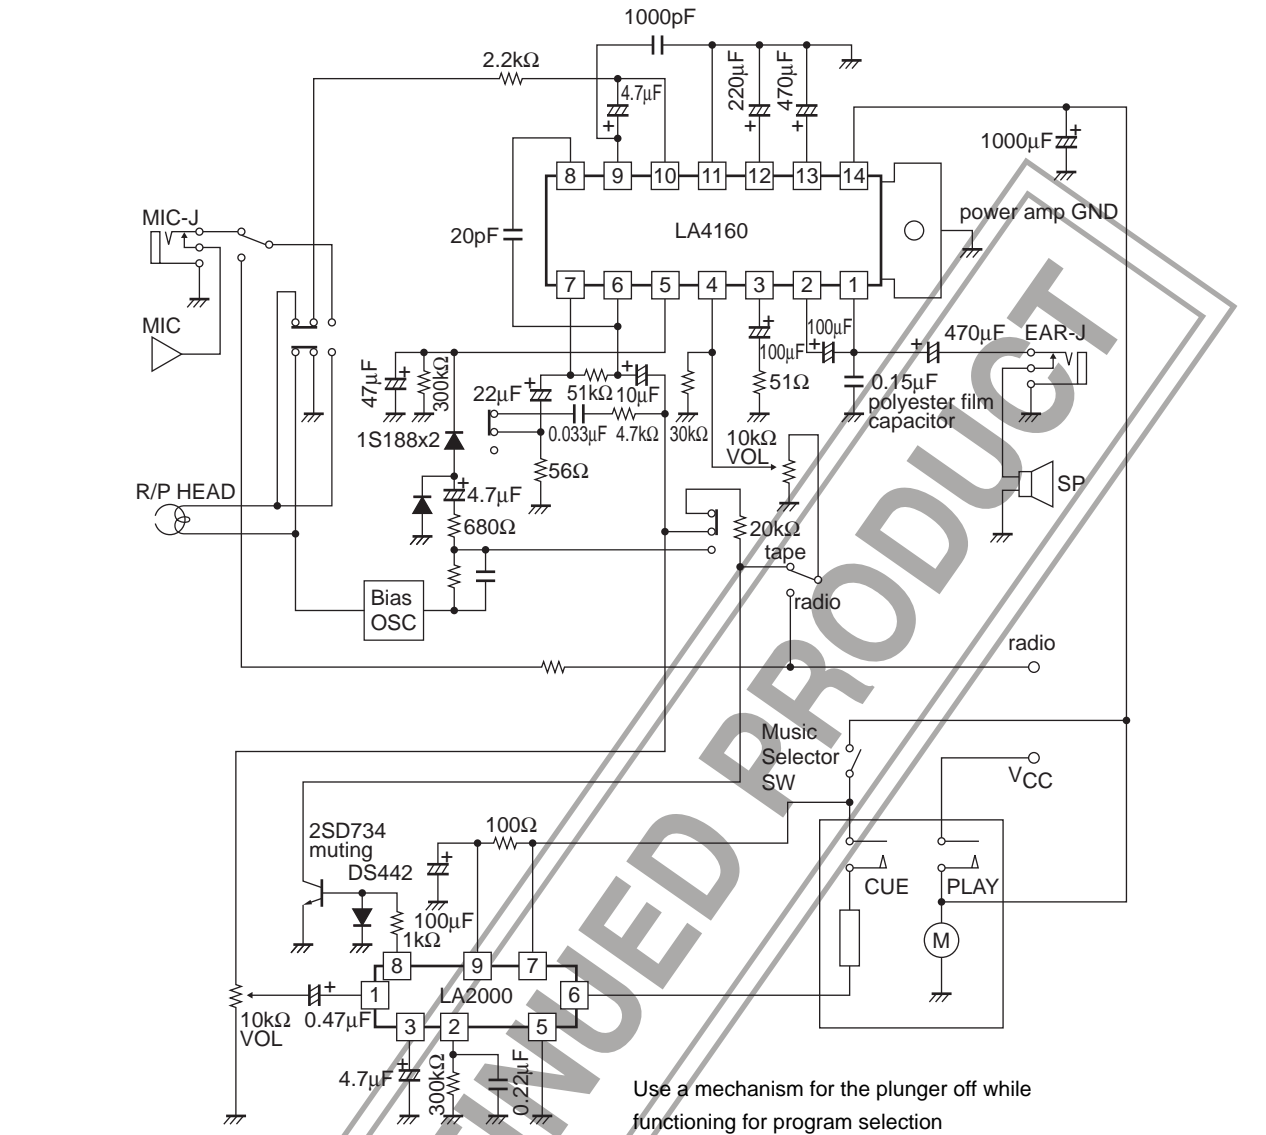 1000pF
2.2kΩ
4.7µF
+
220µF
+
470µF
+
1000µF
+
8 9 10 11 12 13 14
power amp GND
LA4160
20pF
MIC-J
MIC
7 6 5 4 3 2 1
100µF
+
470µF
+
EAR-J
47µF
+
300kΩ
22µF
+
51kΩ
10µF
+
100µF
+
51Ω
0.15µF
polyester film
capacitor
1S188x2
0.033µF
4.7kΩ
30kΩ
10kΩ
VOL
R/P HEAD
4.7µF
+
56Ω
680Ω
SP
20kΩ
tape
radio
Bias
OSC
radio
Music
Selector
SW
VCC
2SD734
muting
DS442
100Ω
+
100µF
1kΩ
CUE
PLAY
M
8 9 7
1
LA2000
6
10kΩ
VOL
0.47µF
+
3 2 5
4.7µF
+
300kΩ
0.22µF
Use a mechanism for the plunger off while
functioning for program selection
TINUED PRODUCT